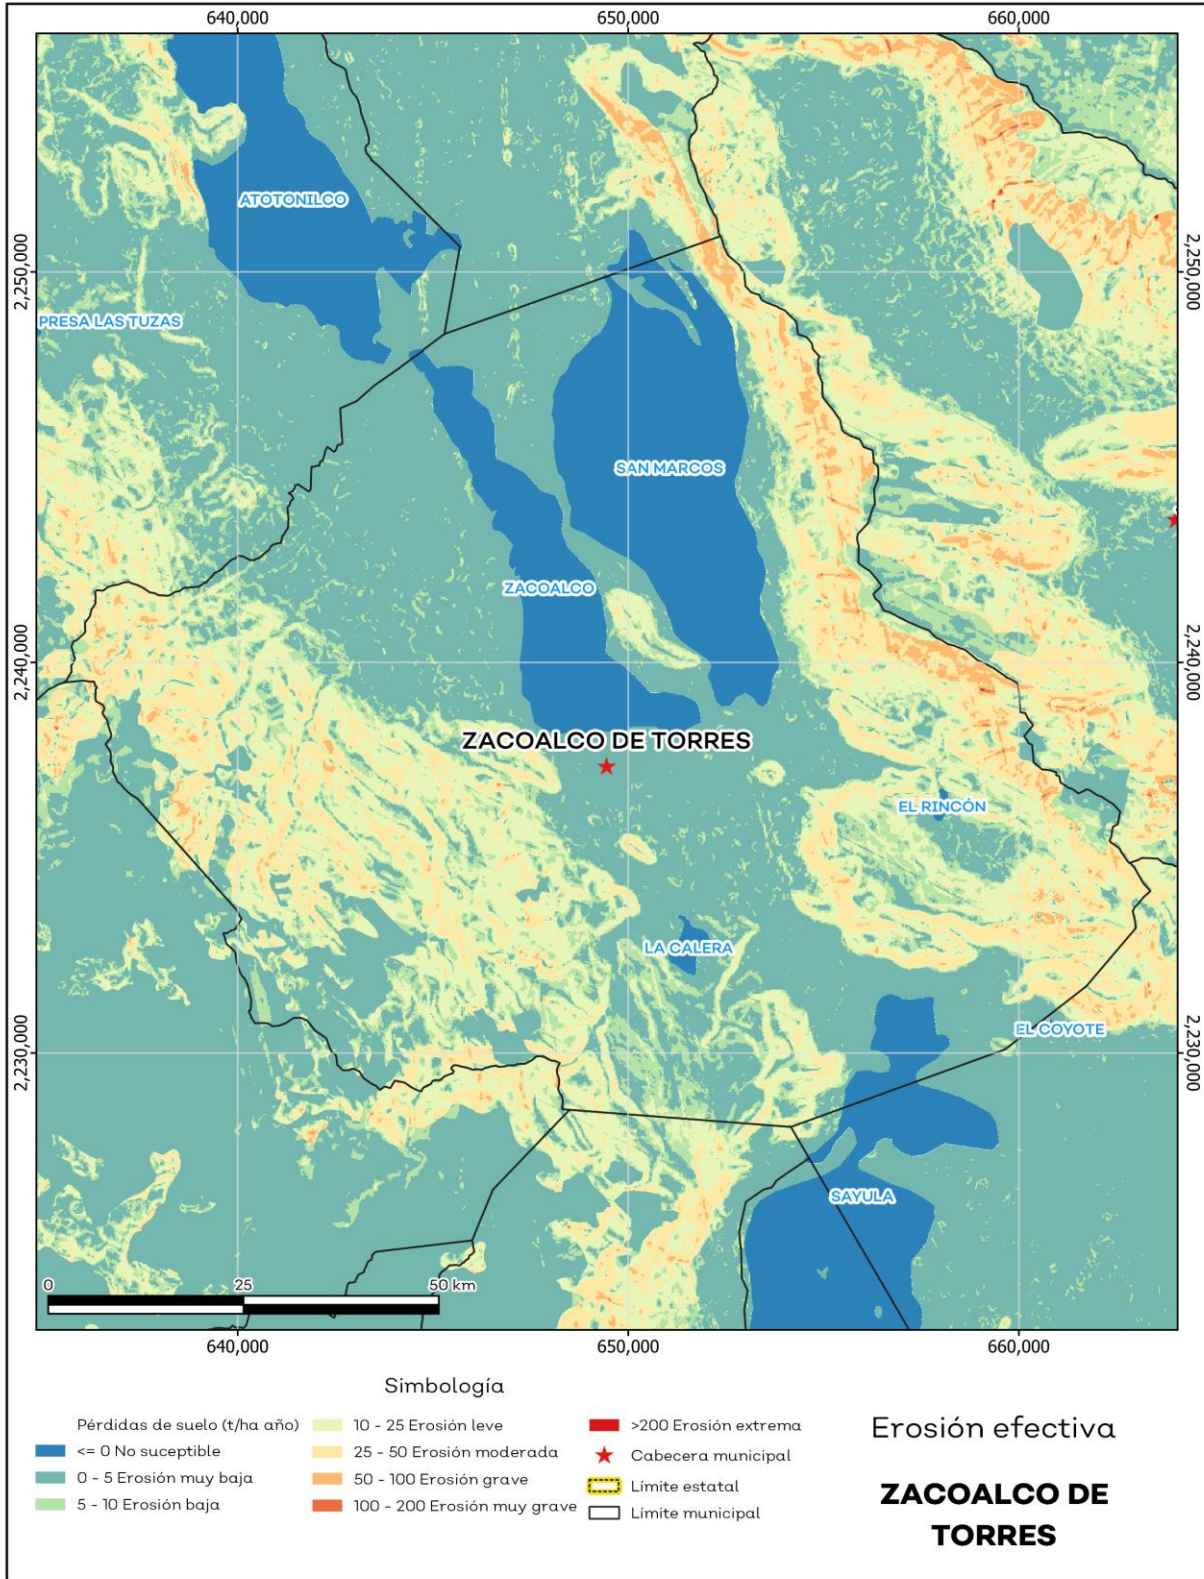 640,000
650,000
660,000
ATOTONILCO
2,250,000
2,250,000
PRESA LAS TUZAS
SAN MARCOS
ZACOALCO
2,240,000
2,240,000
ZACOALCO DE TORRES
EL RINCÓN
LA CALERA
EL COYOTE
2,230,000
2,230,000
SAYULA
0
25
50 km
640,000
650,000
660,000
Simbología
Pérdidas de suelo (t/ha año)
<= 0 No suceptible
0 - 5 Erosión muy baja
5 - 10 Erosión baja
10 - 25 Erosión leve
25 - 50 Erosión moderada
50 - 100 Erosión grave
100 - 200 Erosión muy grave
>200 Erosión extrema
Cabecera municipal
Límite estatal
Límite municipal
Erosión efectiva
ZACOALCO DE
TORRES